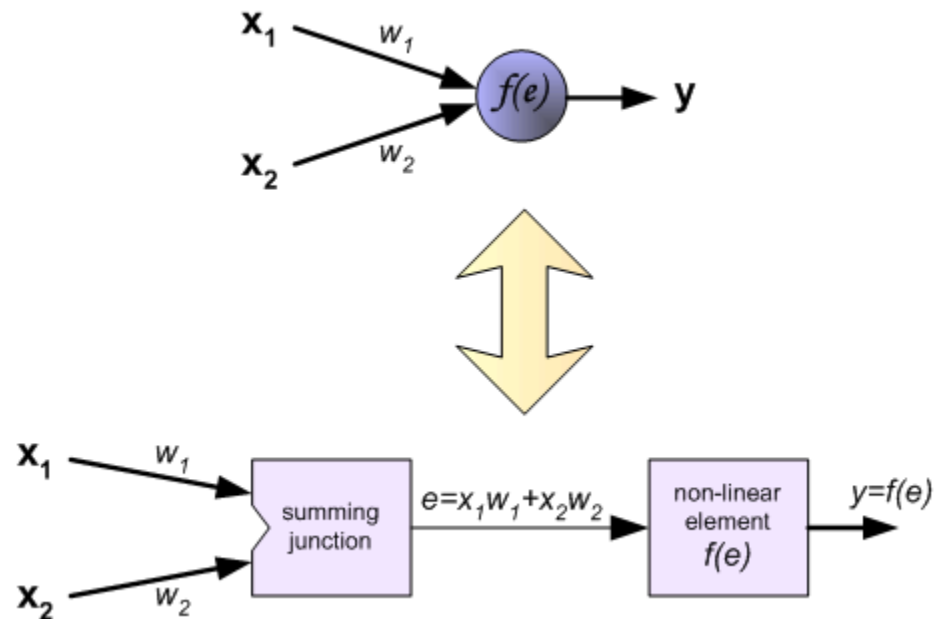 x₁
w₁
f(e)
y
x₂
w₂
x₁
w₁
summing
junction
e=x₁w₁+x₂w₂
non-linear
element
f(e)
y=f(e)
x₂
w₂